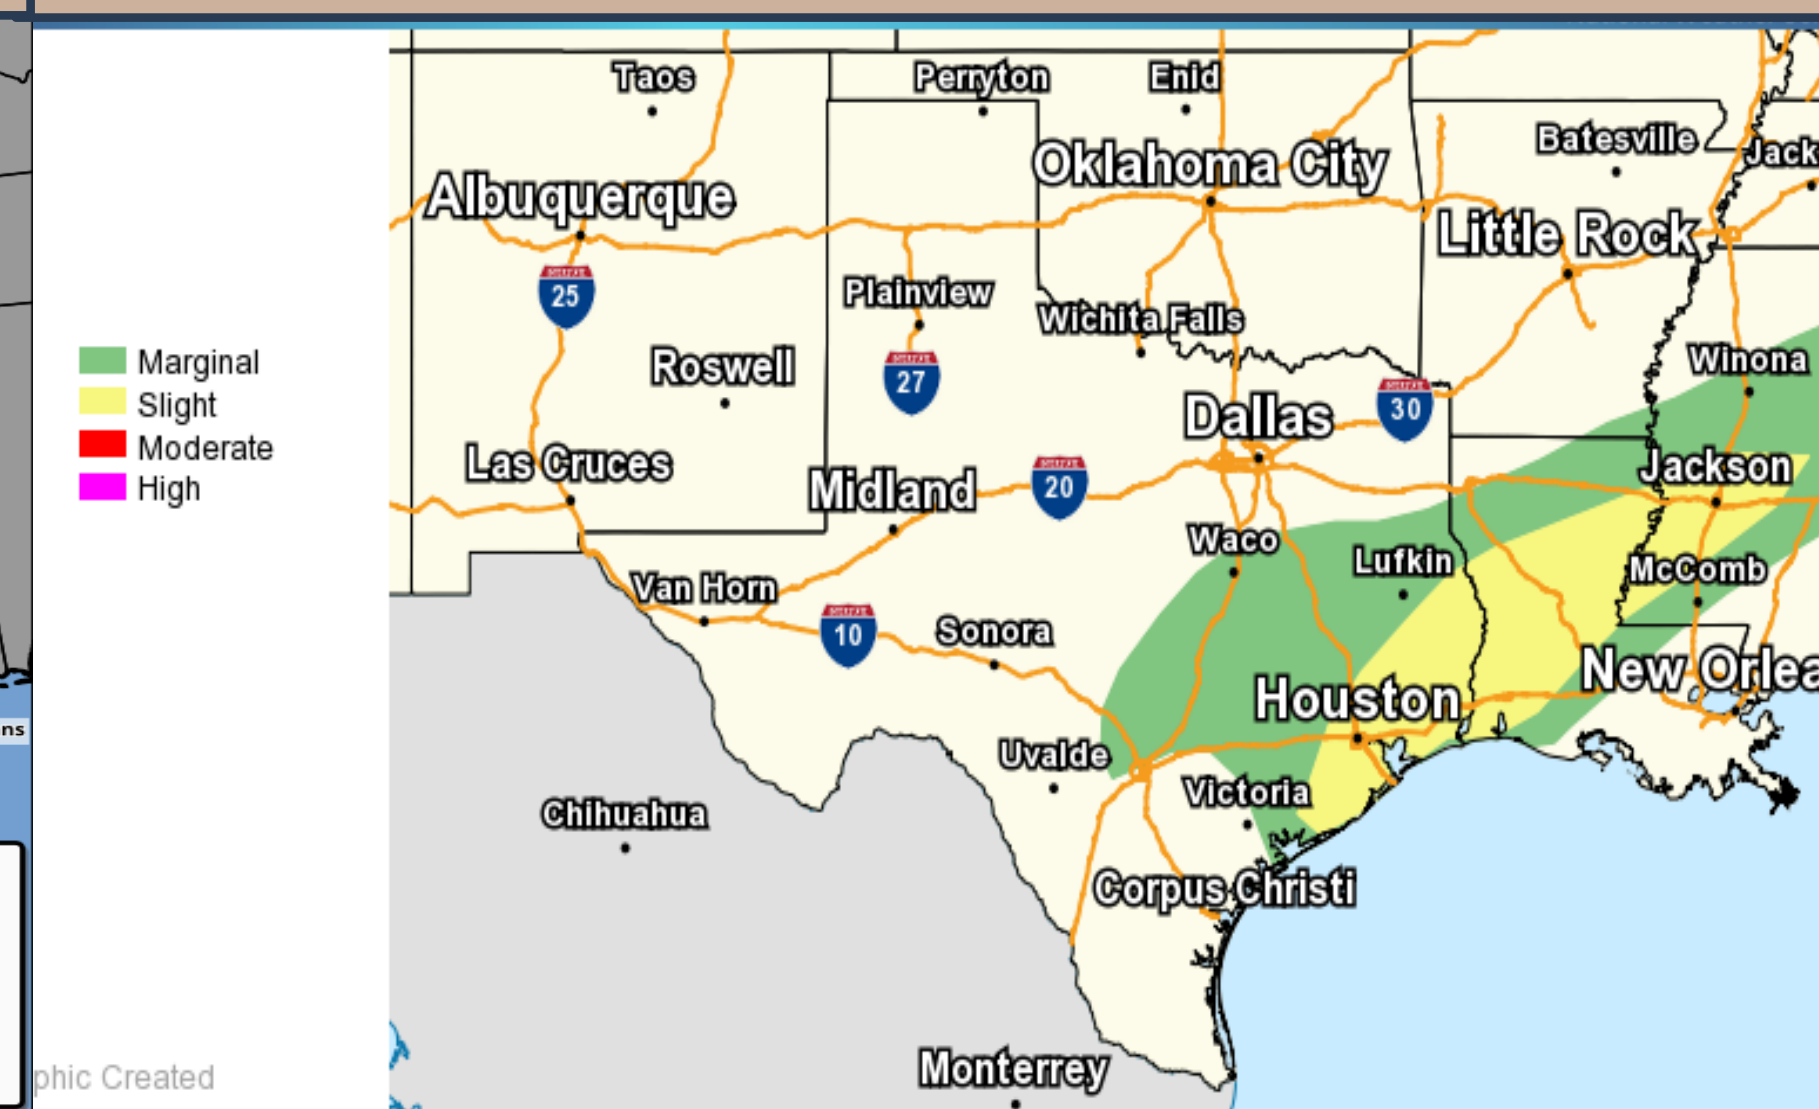 Taos
Perryton
Enid
Batesville
Jack
Oklahoma City
Albuquerque
Little Rock
25
Plainview
Wichita Falls
Winona
Marginal
Roswell
27
Slight
30
Dallas
Moderate
Las Cruces
Jackson
High
Midland
20
Waco
Lufkin
McComb
Van Horn
10
Sonora
New Orlea
Houston
ns
Uvalde
Victoria
Chihuahua
Corpus Christi
Monterrey
phic Created